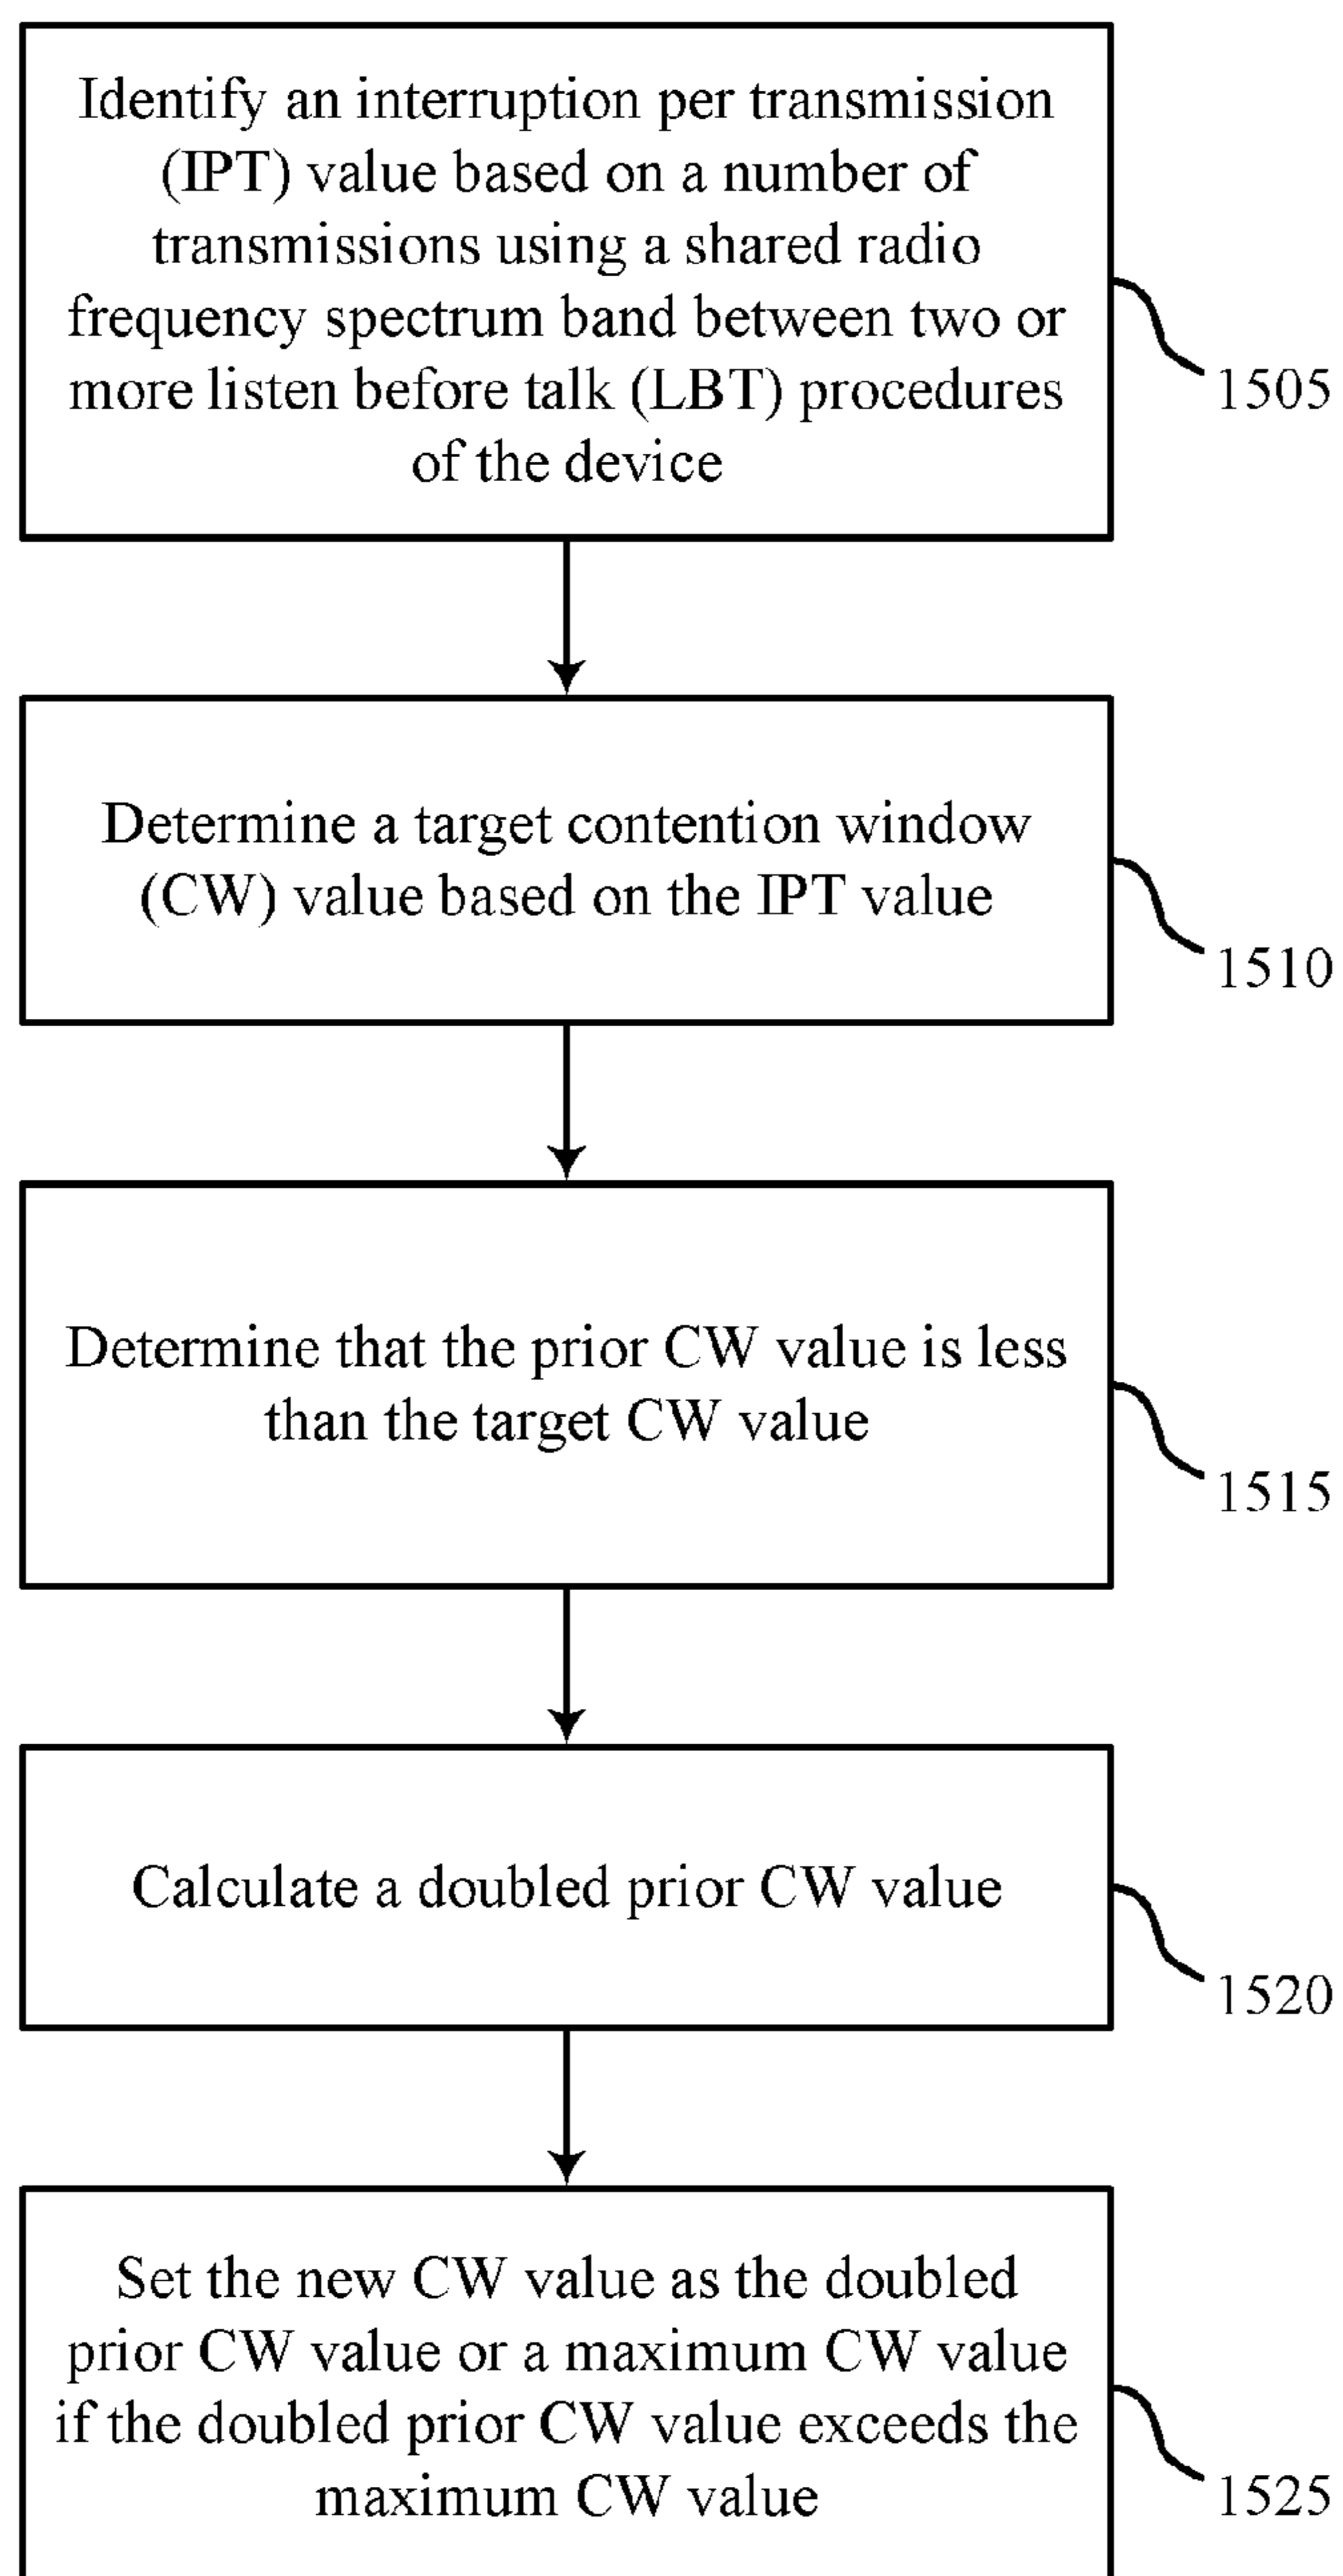 Identify an interruption per transmission
(IPT) value based on a number of
transmissions using a shared radio
frequency spectrum band between two or
more listen before talk (LBT) procedures
of the device
1505
Determine a target contention window
(CW) value based on the IPT value
1510
Determine that the prior CW value is less
than the target CW value
1515
Calculate a doubled prior CW value
1520
Set the new CW value as the doubled
prior CW value or a maximum CW value
if the doubled prior CW value exceeds the
maximum CW value
1525